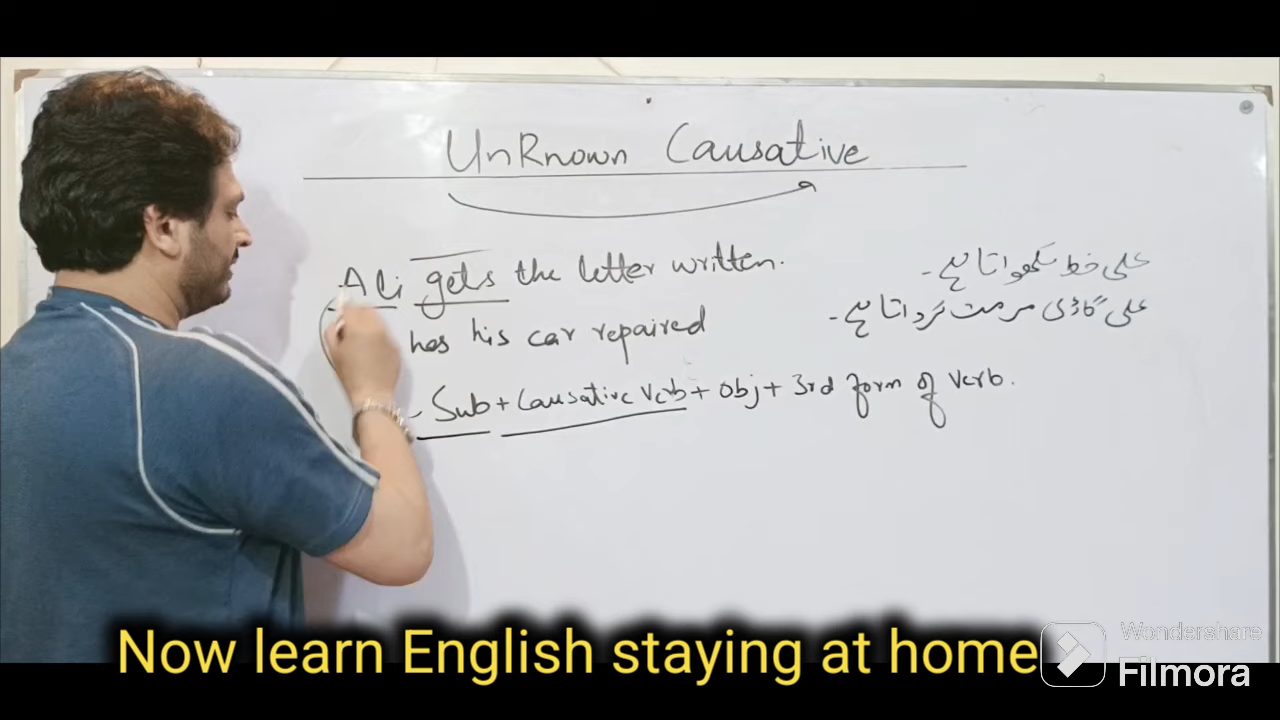 UnKnown Causative
Ali gets the letter written.
علی خط لکھواتا ہے ۔
has his car repaired
علی گاڑی مرمت کرواتا ہے ۔
- Sub + Causative Verb + Obj + 3rd form of Verb.
Now learn English staying at home
Wondershare
Filmora